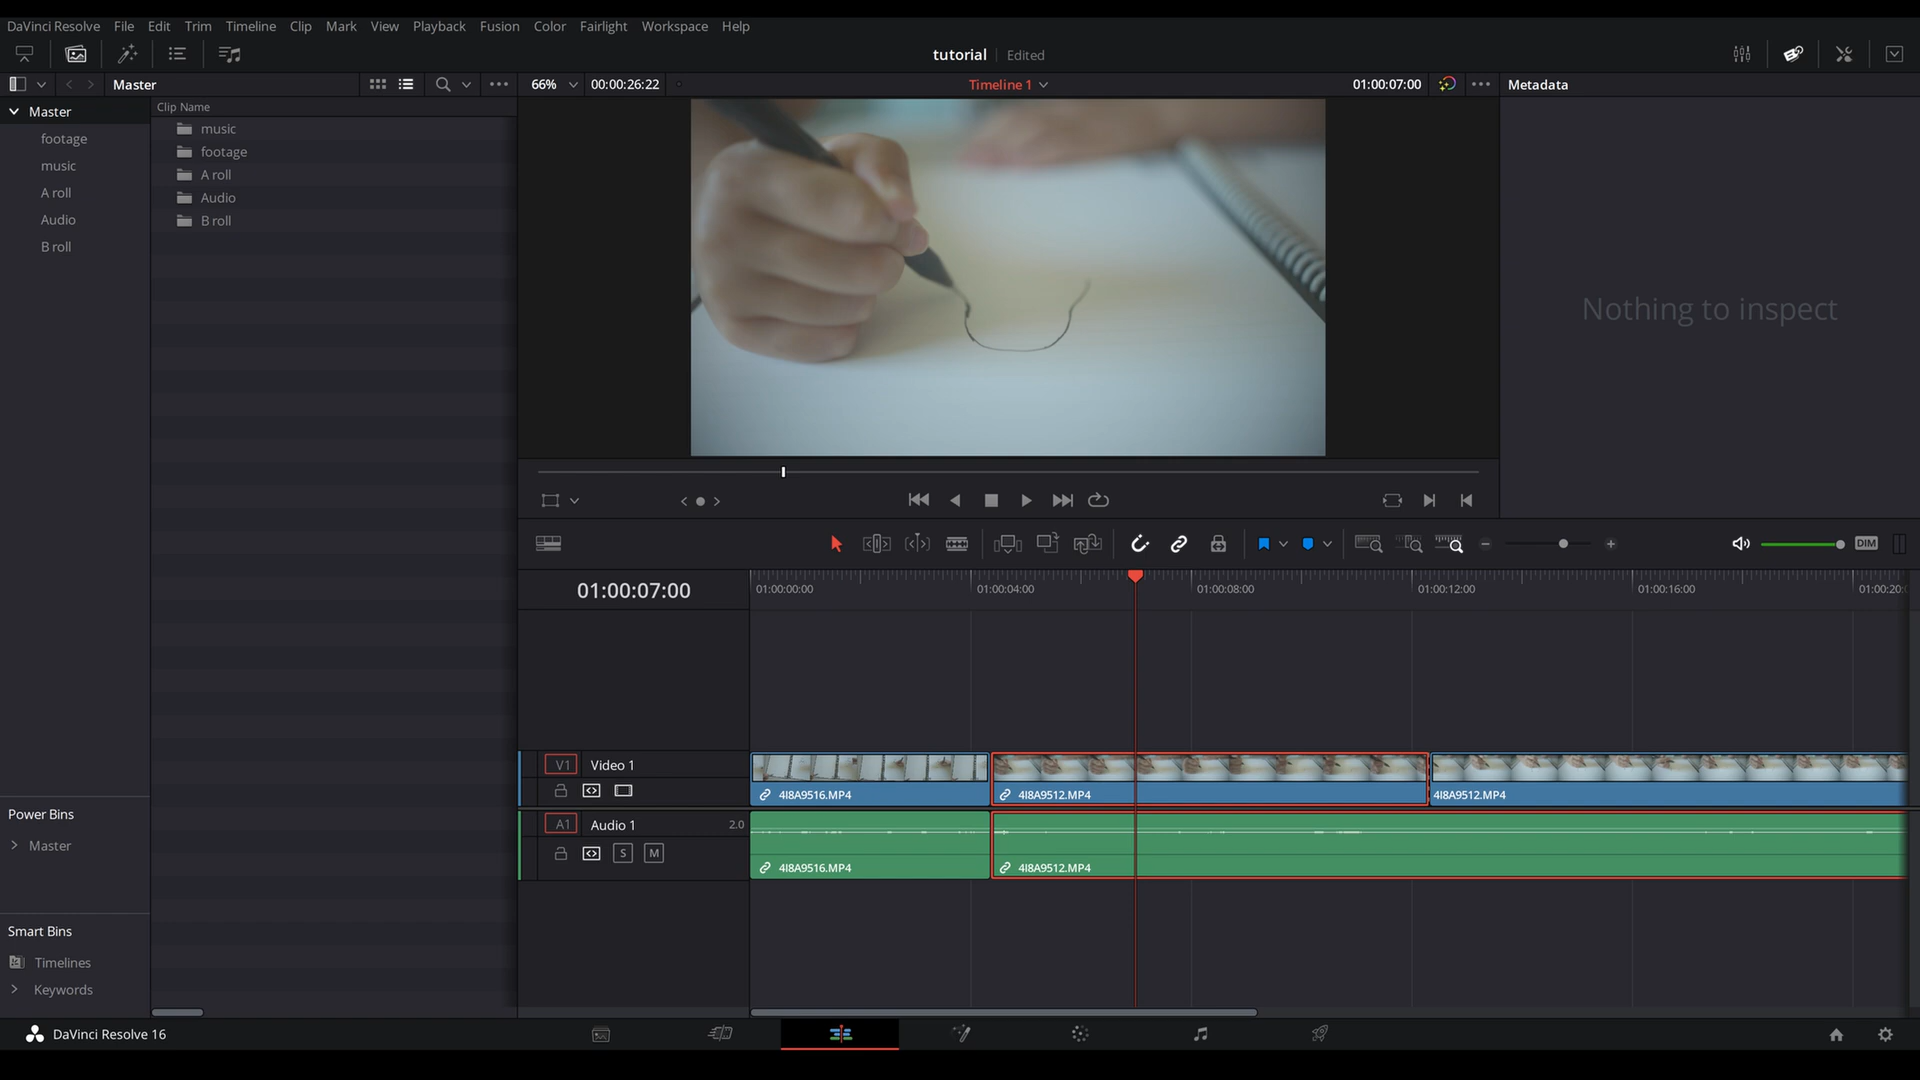 DaVinci Resolve File Edit Trim Timeline Clip Mark View Playback Fusion Color Fairlight Workspace Help
tutorial Edited
Master 66% 00:00:26:22 Timeline 1 01:00:07:00 Metadata
Master
footage
music
A roll
Audio
B roll
Clip Name
music
footage
A roll
Audio
B roll
Nothing to inspect
DIM
01:00:07:00
01:00:00:00 01:00:04:00 01:00:08:00 01:00:12:00 01:00:16:00 01:00:20:
V1 Video 1
4I8A9516.MP4 4I8A9512.MP4 4I8A9512.MP4
A1 Audio 1 2.0
S M
4I8A9516.MP4 4I8A9512.MP4
Power Bins
Master
Smart Bins
Timelines
Keywords
DaVinci Resolve 16